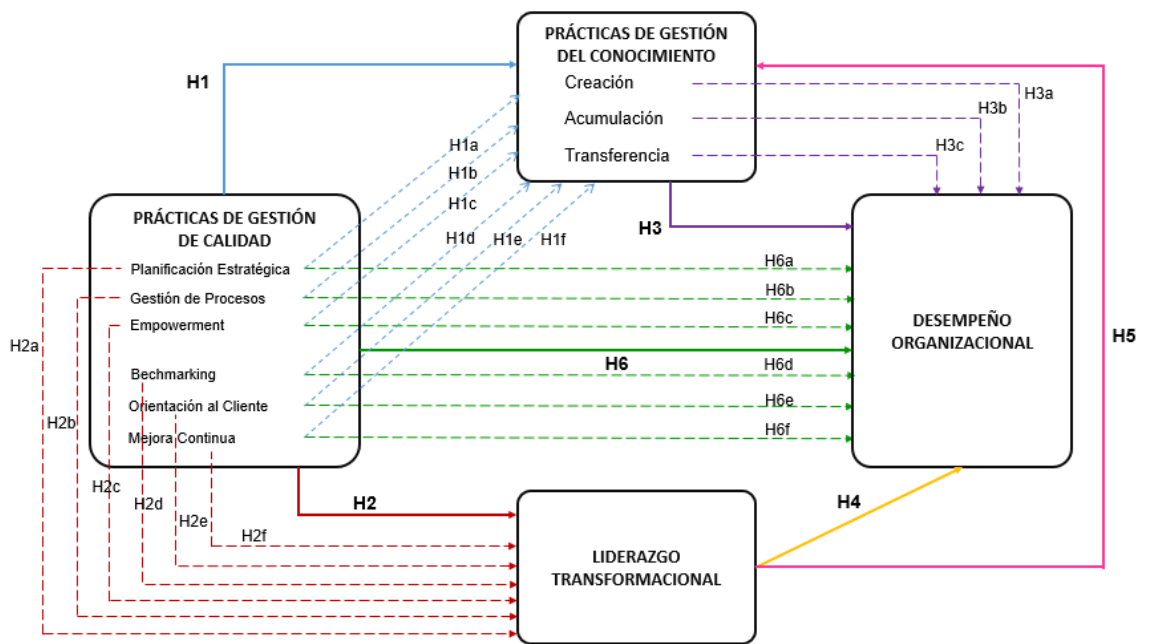 PRÁCTICAS DE GESTIÓN
DEL CONOCIMIENTO
Creación
Acumulación
Transferencia
H1
H1a
H1b
H1c
H1d
H1e
H1f
H3a
H3b
H3c
H3
PRÁCTICAS DE GESTIÓN
DE CALIDAD
Planificación Estratégica
Gestión de Procesos
Empowerment
Bechmarking
Orientación al Cliente
Mejora Continua
H6a
H6b
H6c
H6
H6d
H6e
H6f
DESEMPEÑO
ORGANIZACIONAL
H5
H2a
H2b
H2c
H2d
H2e
H2f
H2
H4
LIDERAZGO
TRANSFORMACIONAL